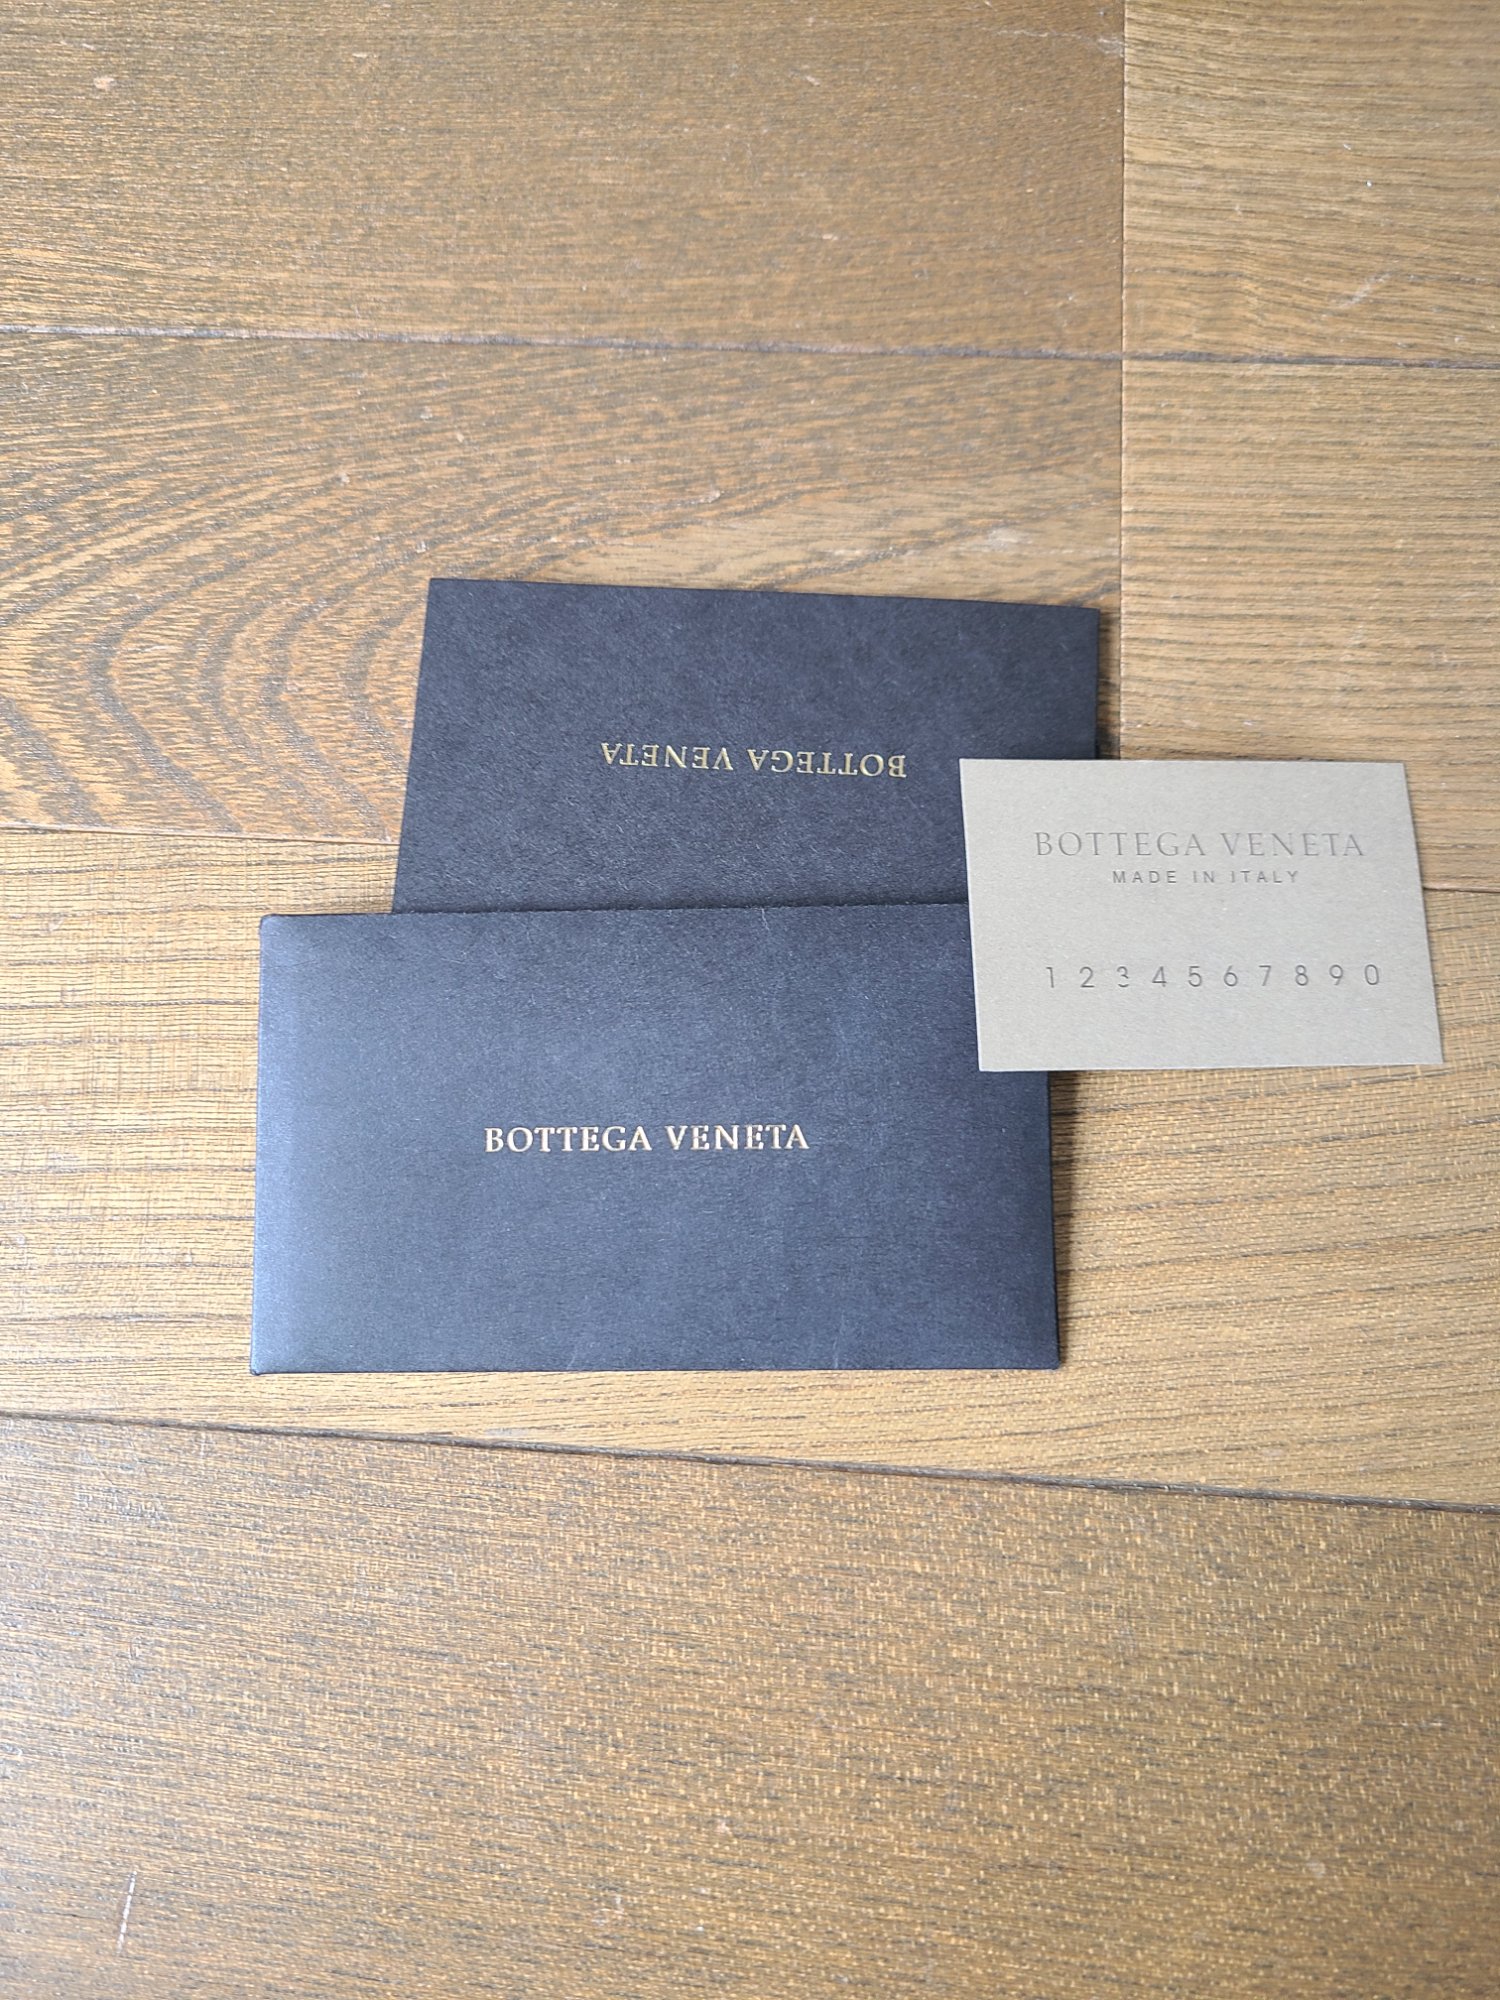 BOTTEGA VENETA
BOTTEGA VENETA
MADE IN ITALY
1 2 3 4 5 6 7 8 9 0
BOTTEGA VENETA